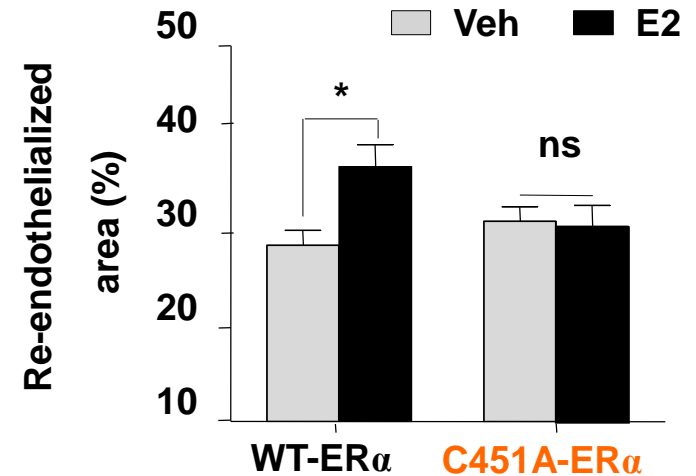 Veh E2
Re-endothelialized
area (%)
50
40
30
20
10
*
ns
WT-ERα C451A-ERα